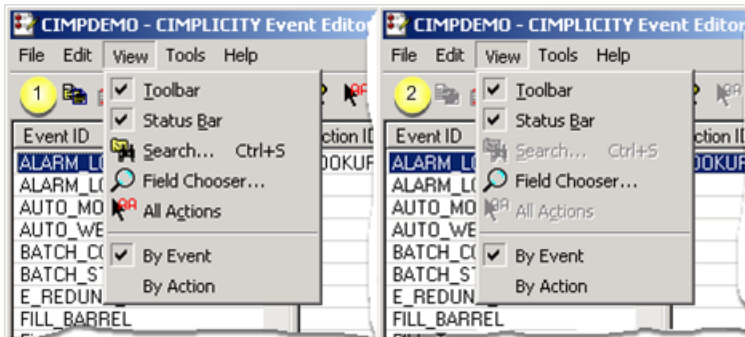 CIMPDEMO - CIMPLICITY Event Edito
File Edit View Tools Help
1
Toolbar
Status Bar
Search... Ctrl+S
Field Chooser...
All Actions
By Event
By Action
Event ID ction ID
ALARM_LO OOKUP
ALARM_LO
AUTO_MO
AUTO_WE
BATCH_CO
BATCH_ST
E_REDUN
FILL_BARREL
CIMPDEMO - CIMPLICITY Event Editor
File Edit View Tools Help
2
Toolbar
Status Bar
Search... Ctrl+S
Field Chooser...
All Actions
By Event
By Action
Event ID ction ID
ALARM_LO OOKUP
ALARM_LO
AUTO_MO
AUTO_WE
BATCH_CO
BATCH_S
E_REDUN
FILL_BARREL